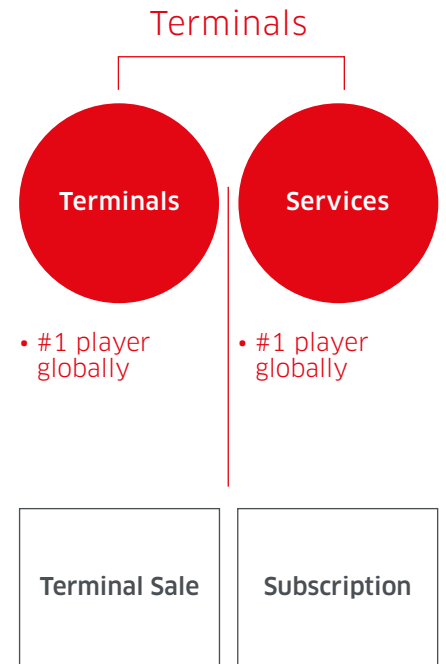 Terminals
Terminals
Services
• #1 player
globally
• #1 player
globally
Terminal Sale
Subscription